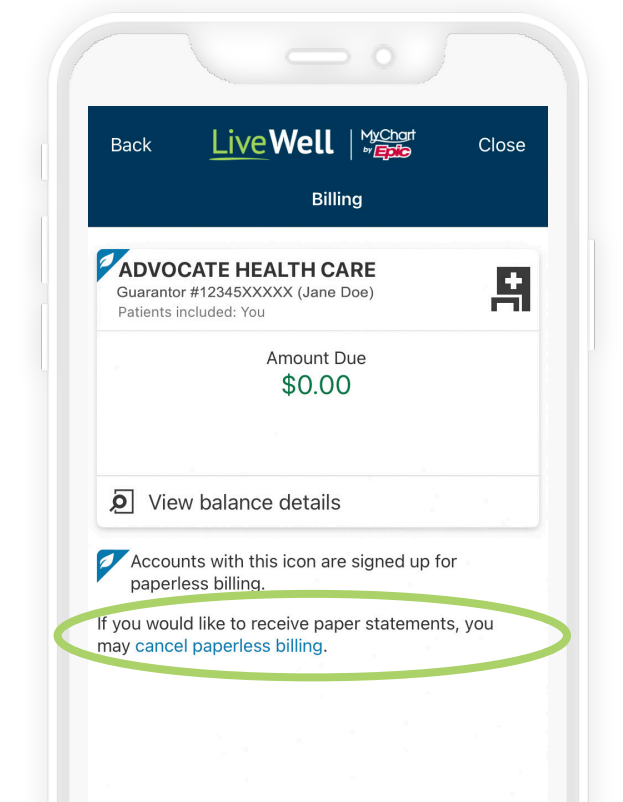 Back LiveWell MyChart by Epic Close
Billing
ADVOCATE HEALTH CARE
Guarantor #12345XXXXX (Jane Doe)
Patients included: You
Amount Due
$0.00
View balance details
Accounts with this icon are signed up for
paperless billing.
If you would like to receive paper statements, you
may cancel paperless billing.